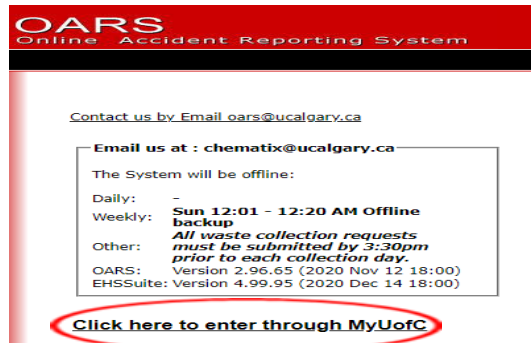 OARS
Online Accident Reporting System
Contact us by Email oars@ucalgary.ca
Email us at : chematix@ucalgary.ca
The System will be offline:
Daily: -
Weekly: Sun 12:01 - 12:20 AM Offline
backup
All waste collection requests
Other: must be submitted by 3:30pm
prior to each collection day.
OARS: Version 2.96.65 (2020 Nov 12 18:00)
EHSSuite: Version 4.99.95 (2020 Dec 14 18:00)
Click here to enter through MyUofC